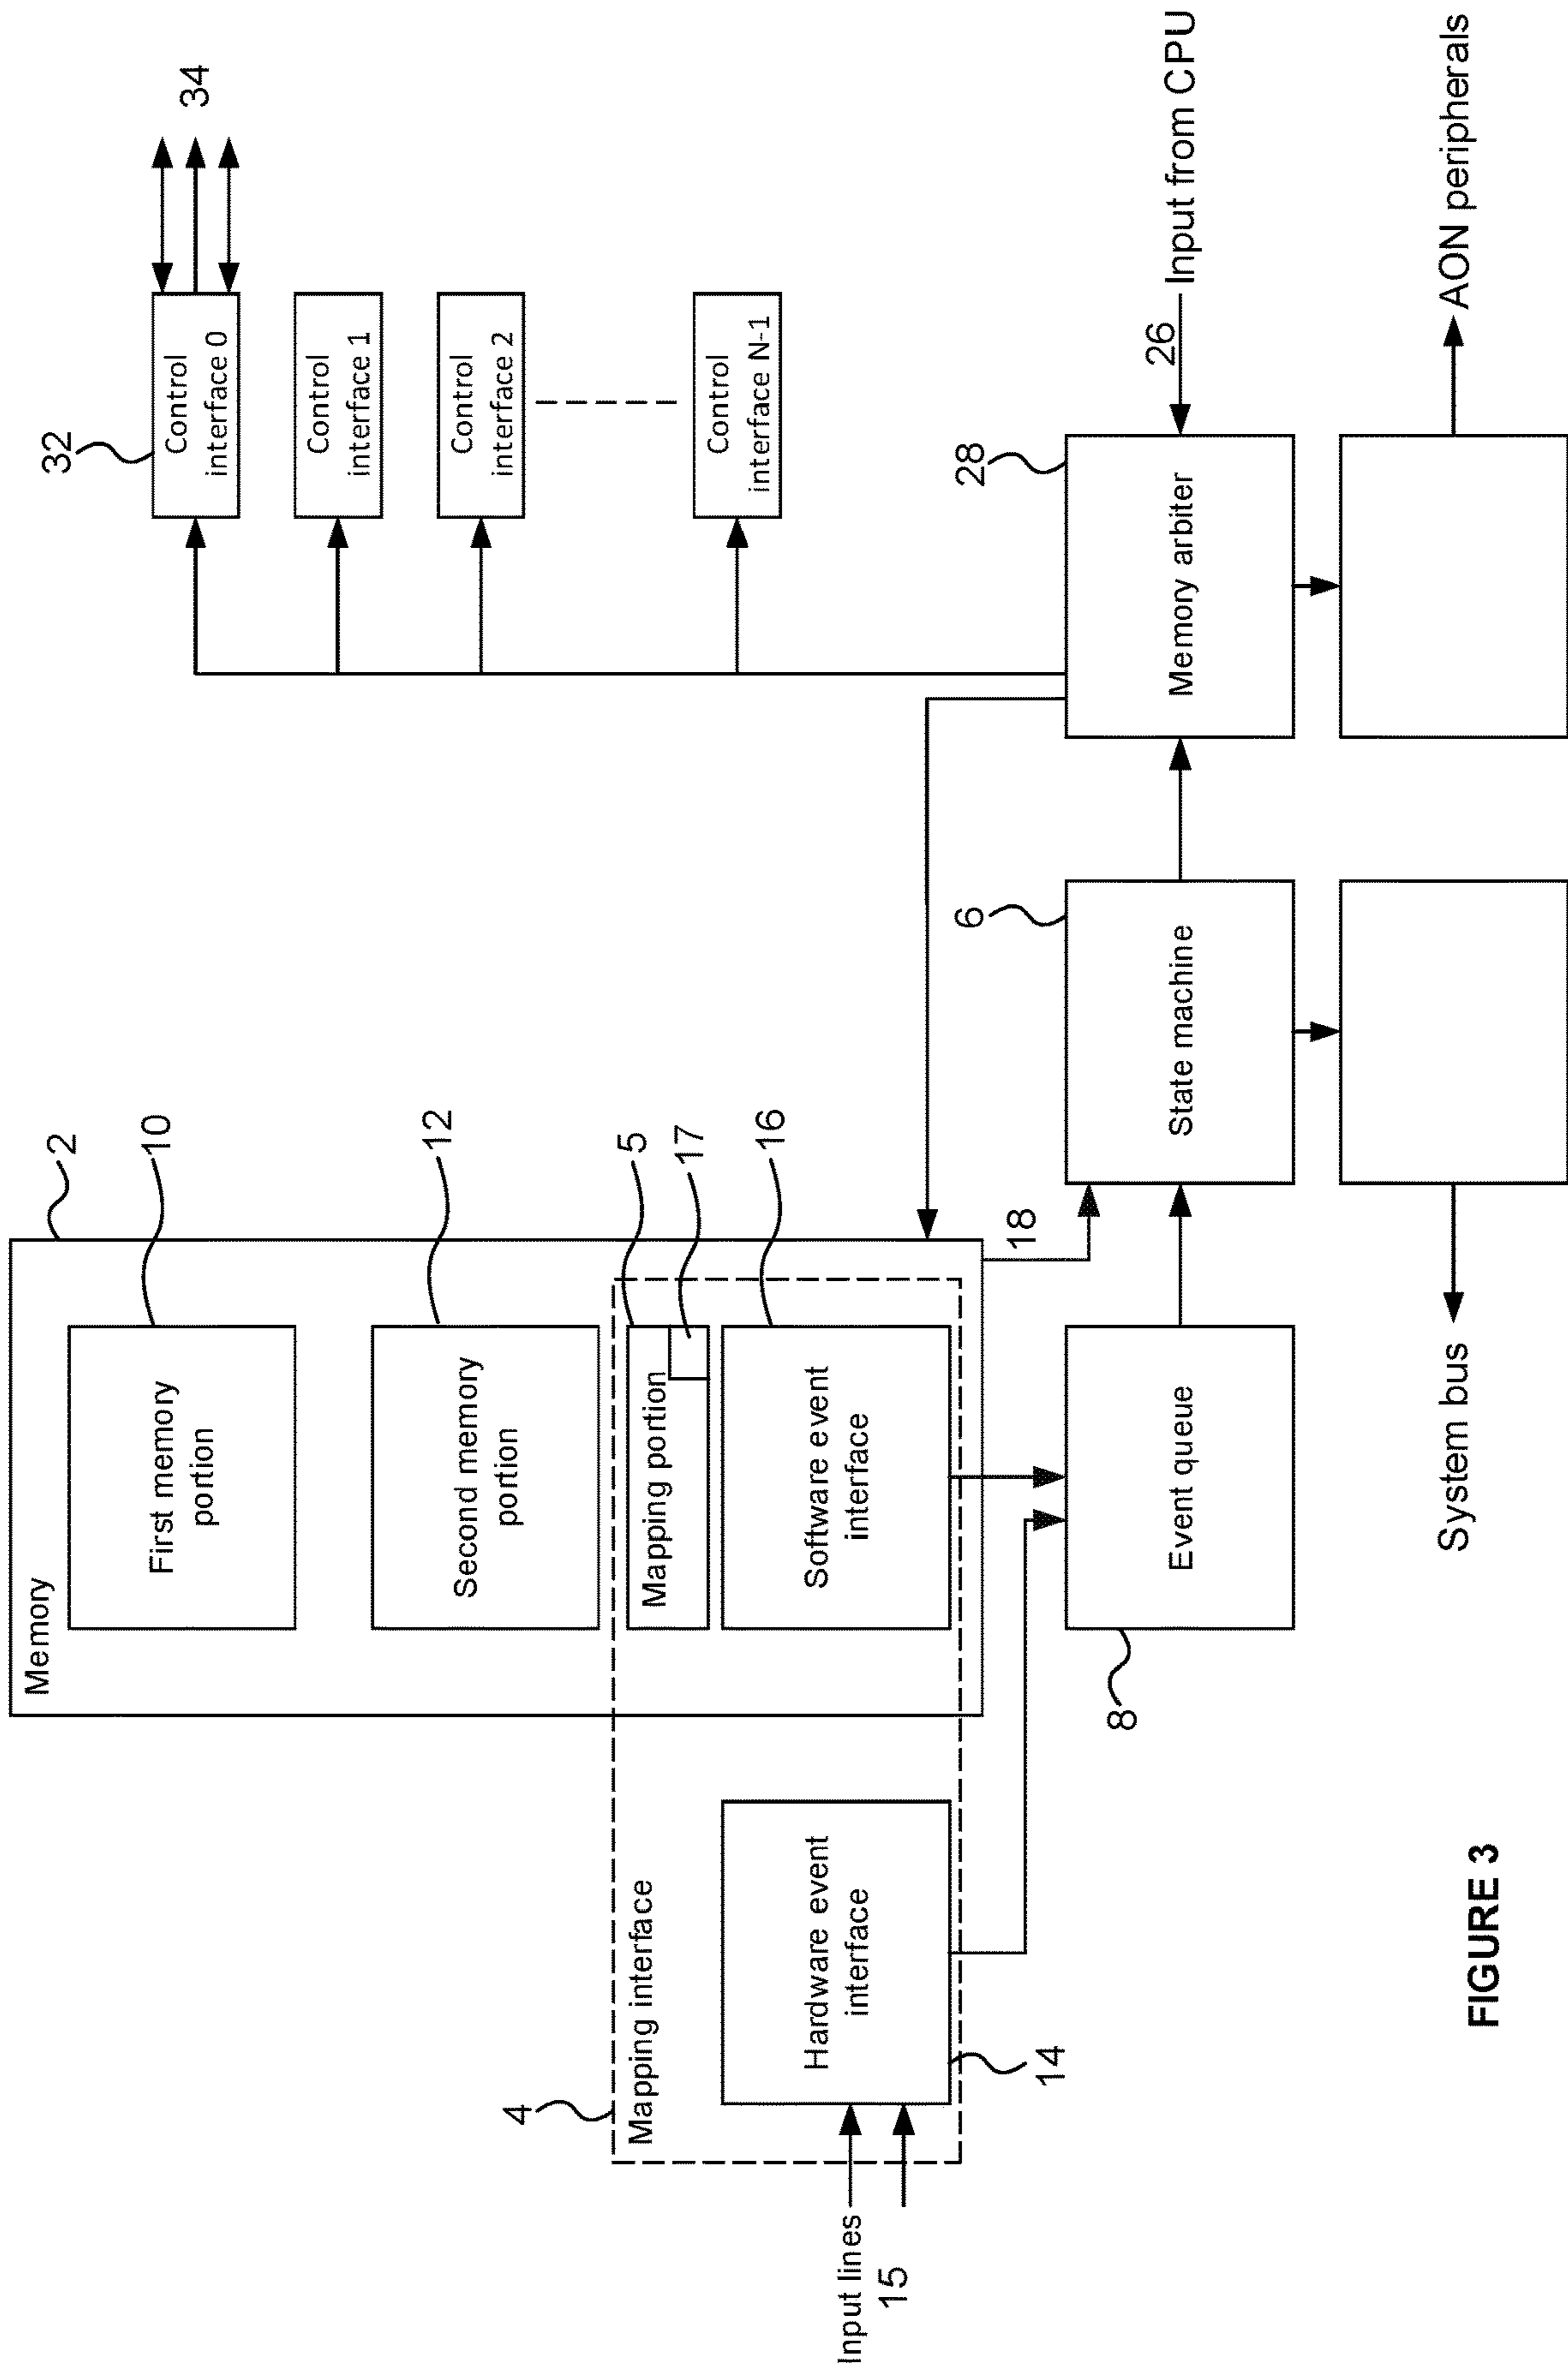 Memory
2
First memory
portion
10
Second memory
portion
12
Mapping interface
4
Mapping portion
5
17
Software event
interface
16
Hardware event
interface
14
Input lines
15
18
Event queue
8
State machine
6
Memory arbiter
28
26
Input from CPU
Control
interface 0
32
34
Control
interface 1
Control
interface 2
Control
interface N-1
System bus
AON peripherals
FIGURE 3